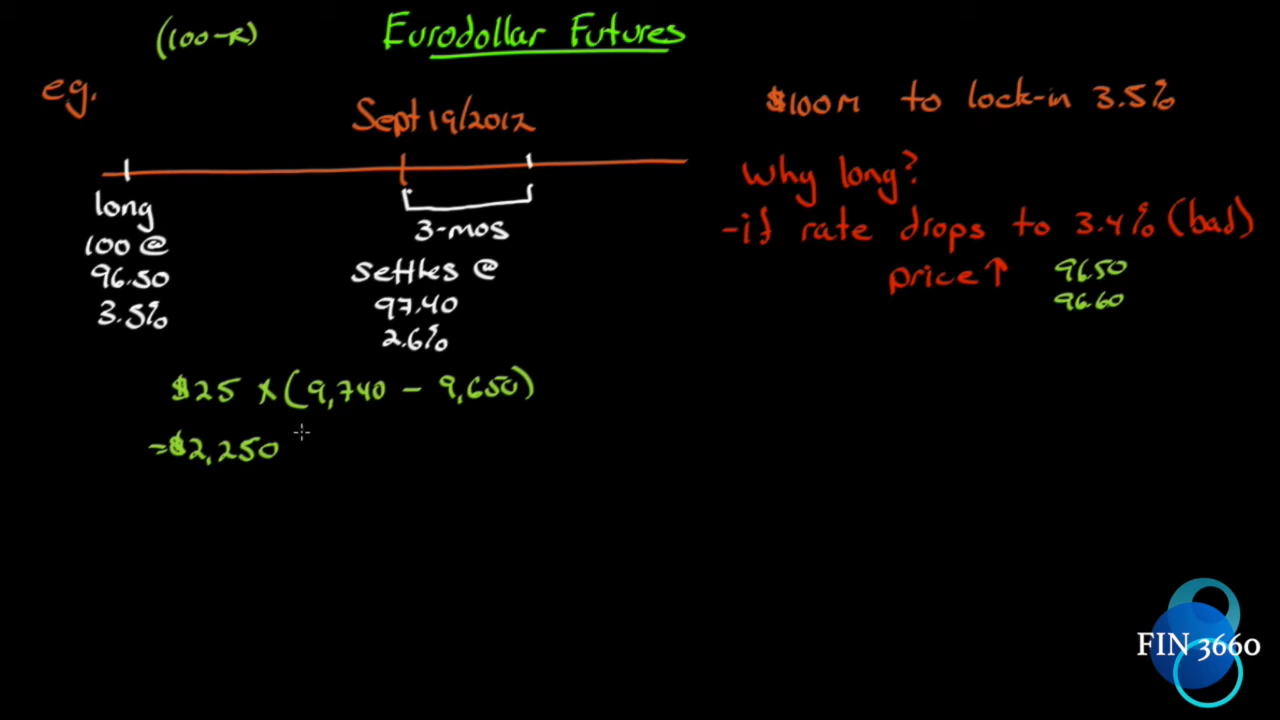 (100-R)
Eurodollar Futures
eg.
Sept 19/2012
long
100 @
96.50
3.5%
3-mos
settles @
97.40
2.6%
$25 x (9,740 - 9,650)
=$2,250
$100M to lock-in 3.5%
Why long?
-if rate drops to 3.4% (bad)
price↑
96.50
96.60
FIN 3660